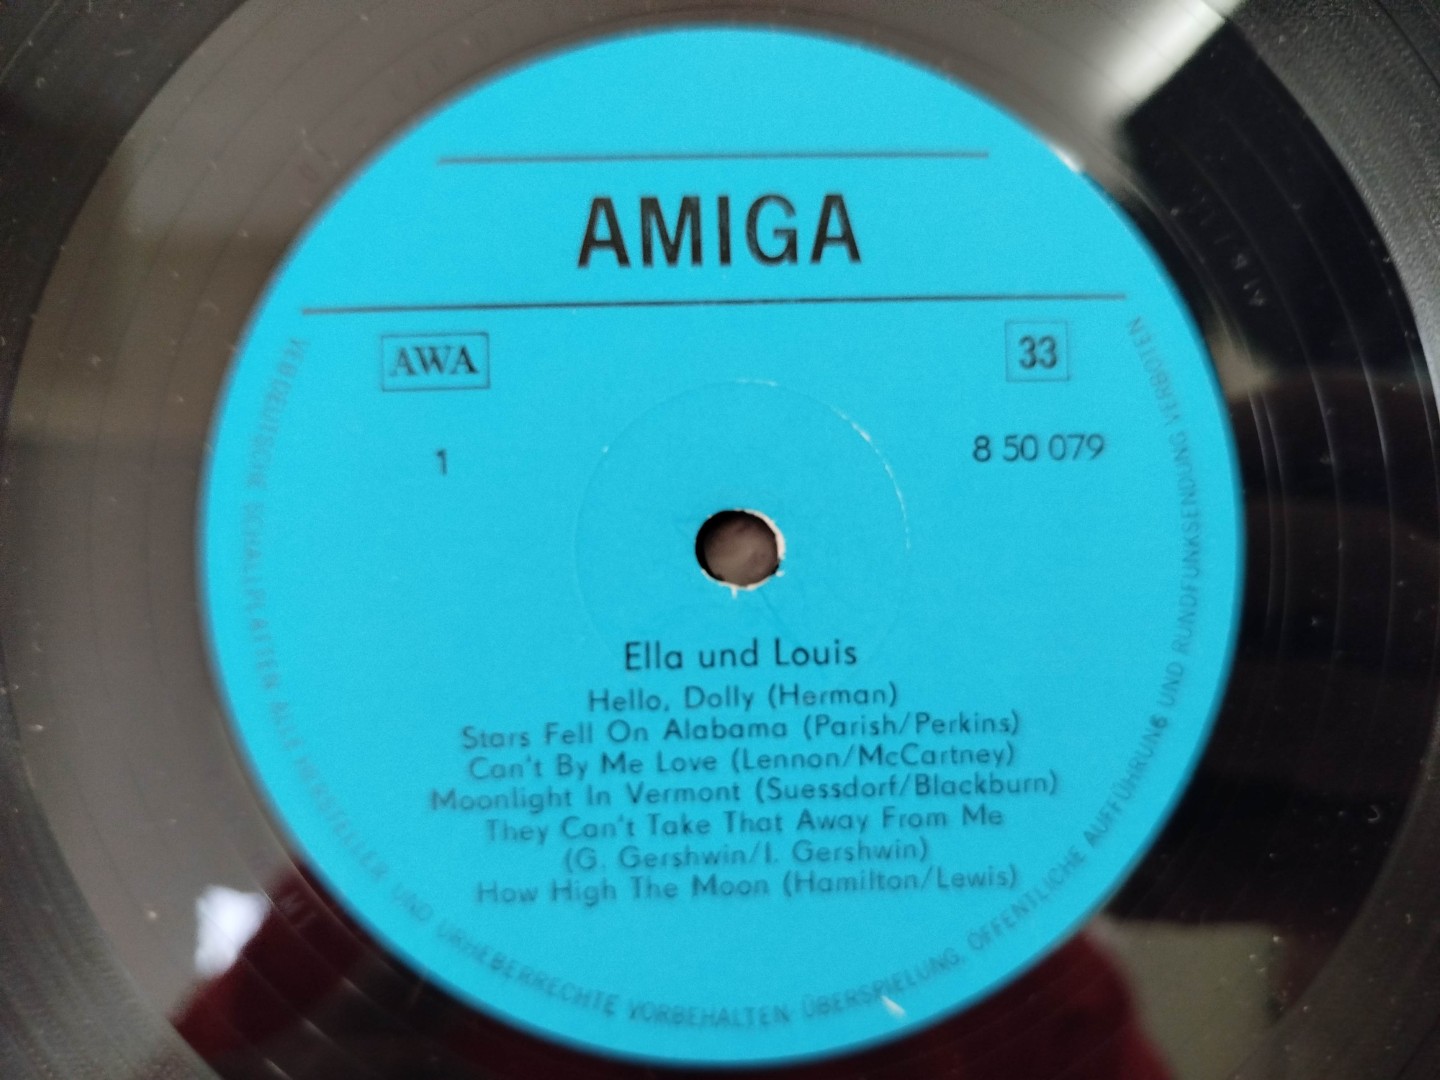 AMIGA
AWA
33
1
8 50 079
Ella und Louis
Hello, Dolly (Herman)
Stars Fell On Alabama (Parish/Perkins)
Can't By Me Love (Lennon/McCartney)
Moonlight In Vermont (Suessdorf/Blackburn)
They Can't Take That Away From Me
(G. Gershwin/I. Gershwin)
How High The Moon (Hamilton/Lewis)
VEB DEUTSCHE SCHALLPLATTEN ALLE HERSTELLER UND URHEBERRECHTE VORBEHALTEN ÜBERSPIELUNG, ÖFFENTLICHE AUFFÜHRUNG UND RUNDFUNKSENDUNG VERBOTEN